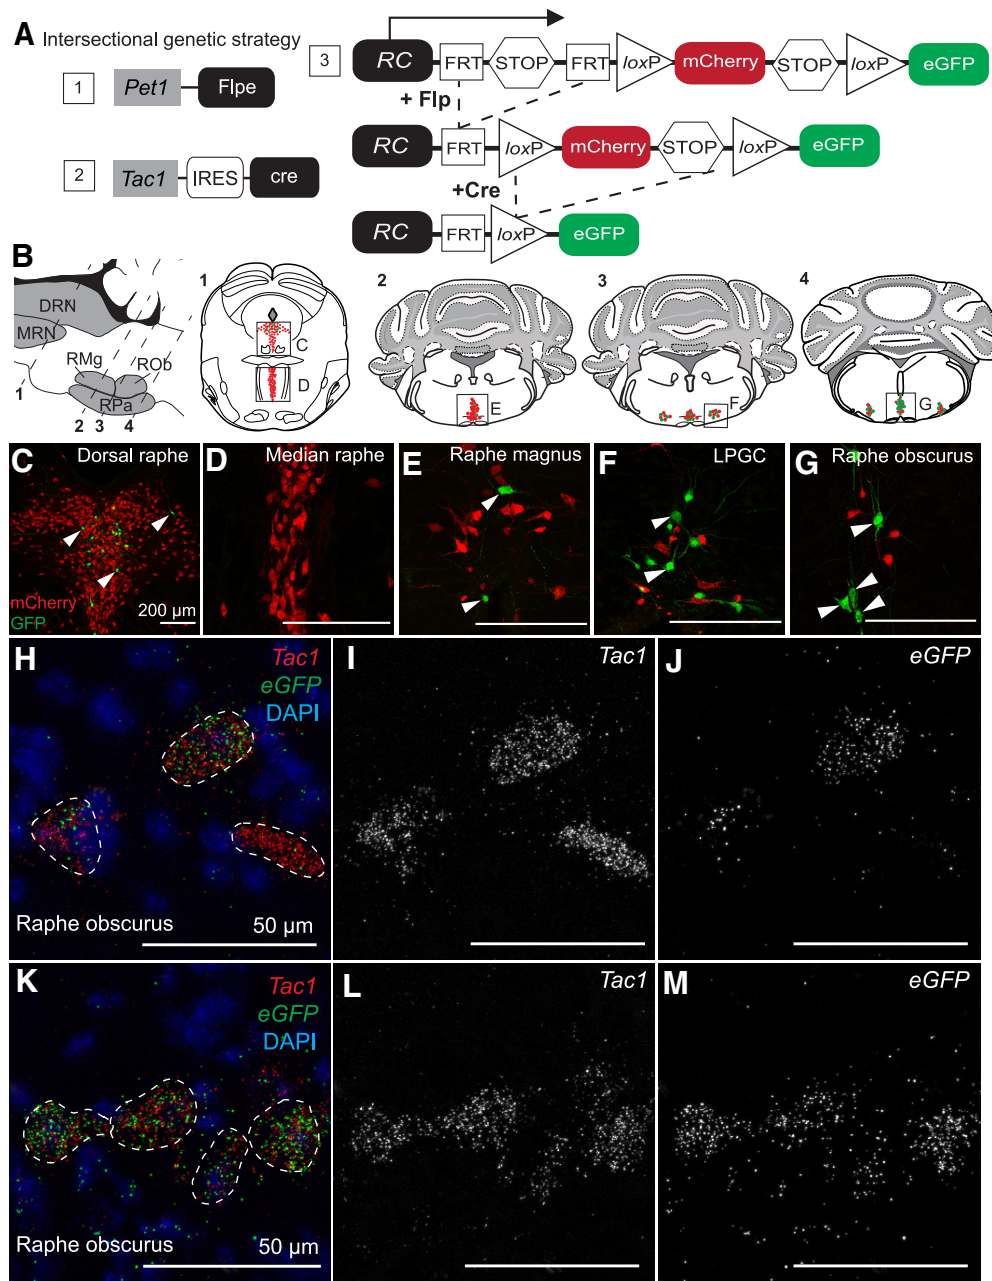 A Intersectional genetic strategy
1 Pet1 Flpe
2 Tac1 IRES cre
3 RC FRT STOP FRT loxP mCherry STOP loxP eGFP
+ Flp
RC FRT loxP mCherry STOP loxP eGFP
+Cre
RC FRT loxP eGFP
B
DRN
MRN
RMg
ROb
RPa
1
2 3 4
1
C
D
2
E
3
F
4
G
C Dorsal raphe
mCherry
GFP
200 µm
D Median raphe
E Raphe magnus
F LPGC
G Raphe obscurus
H Tac1
eGFP
DAPI
Raphe obscurus 50 µm
I Tac1
J eGFP
K Tac1
eGFP
DAPI
Raphe obscurus 50 µm
L Tac1
M eGFP